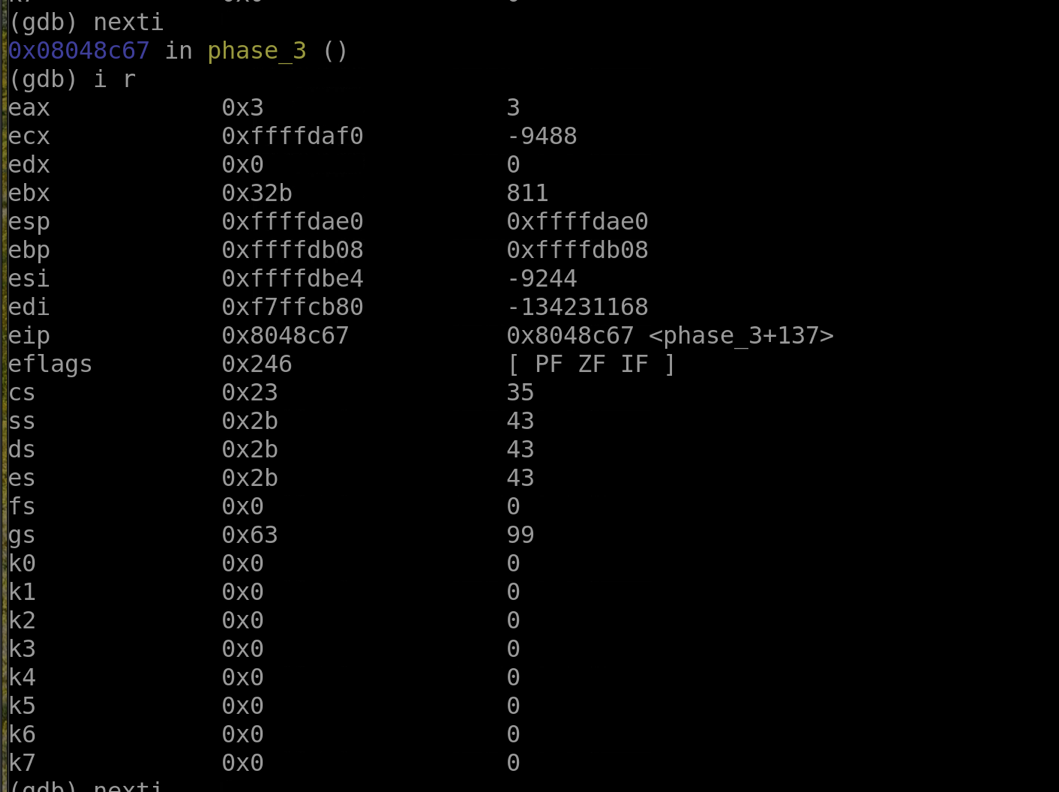 (gdb) nexti
0x08048c67 in phase_3 ()
(gdb) i r
eax 0x3 3
ecx 0xffffdaf0 -9488
edx 0x0 0
ebx 0x32b 811
esp 0xffffdae0 0xffffdae0
ebp 0xffffdb08 0xffffdb08
esi 0xffffdbe4 -9244
edi 0xf7ffcb80 -134231168
eip 0x8048c67 0x8048c67 <phase_3+137>
eflags 0x246 [ PF ZF IF ]
cs 0x23 35
ss 0x2b 43
ds 0x2b 43
es 0x2b 43
fs 0x0 0
gs 0x63 99
k0 0x0 0
k1 0x0 0
k2 0x0 0
k3 0x0 0
k4 0x0 0
k5 0x0 0
k6 0x0 0
k7 0x0 0
(gdb) nexti